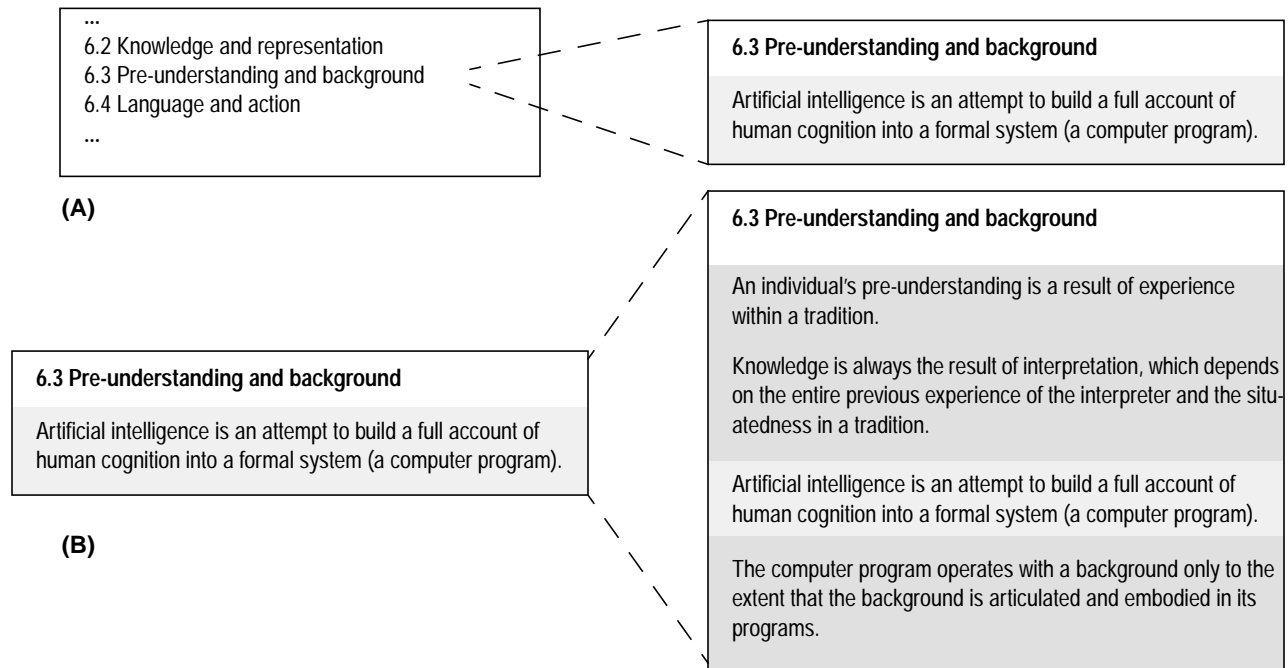 ...
6.2 Knowledge and representation
6.3 Pre-understanding and background
6.4 Language and action
...
(A)
6.3 Pre-understanding and background
Artificial intelligence is an attempt to build a full account of
human cognition into a formal system (a computer program).
6.3 Pre-understanding and background
Artificial intelligence is an attempt to build a full account of
human cognition into a formal system (a computer program).
(B)
6.3 Pre-understanding and background
An individual's pre-understanding is a result of experience
within a tradition.
Knowledge is always the result of interpretation, which depends
on the entire previous experience of the interpreter and the situ-
atedness in a tradition.
Artificial intelligence is an attempt to build a full account of
human cognition into a formal system (a computer program).
The computer program operates with a background only to the
extent that the background is articulated and embodied in its
programs.